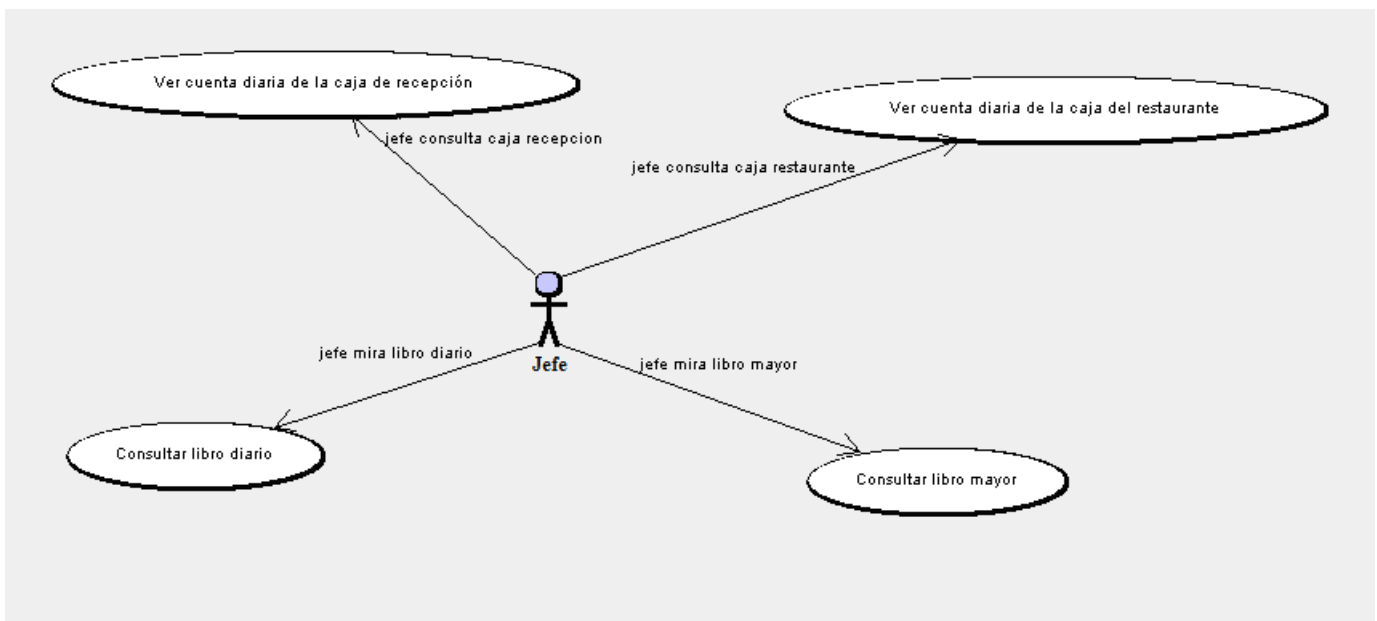 Ver cuenta diaria de la caja de recepción
Ver cuenta diaria de la caja del restaurante
jefe consulta caja recepcion
jefe consulta caja restaurante
jefe mira libro diario
Jefe
jefe mira libro mayor
Consultar libro diario
Consultar libro mayor